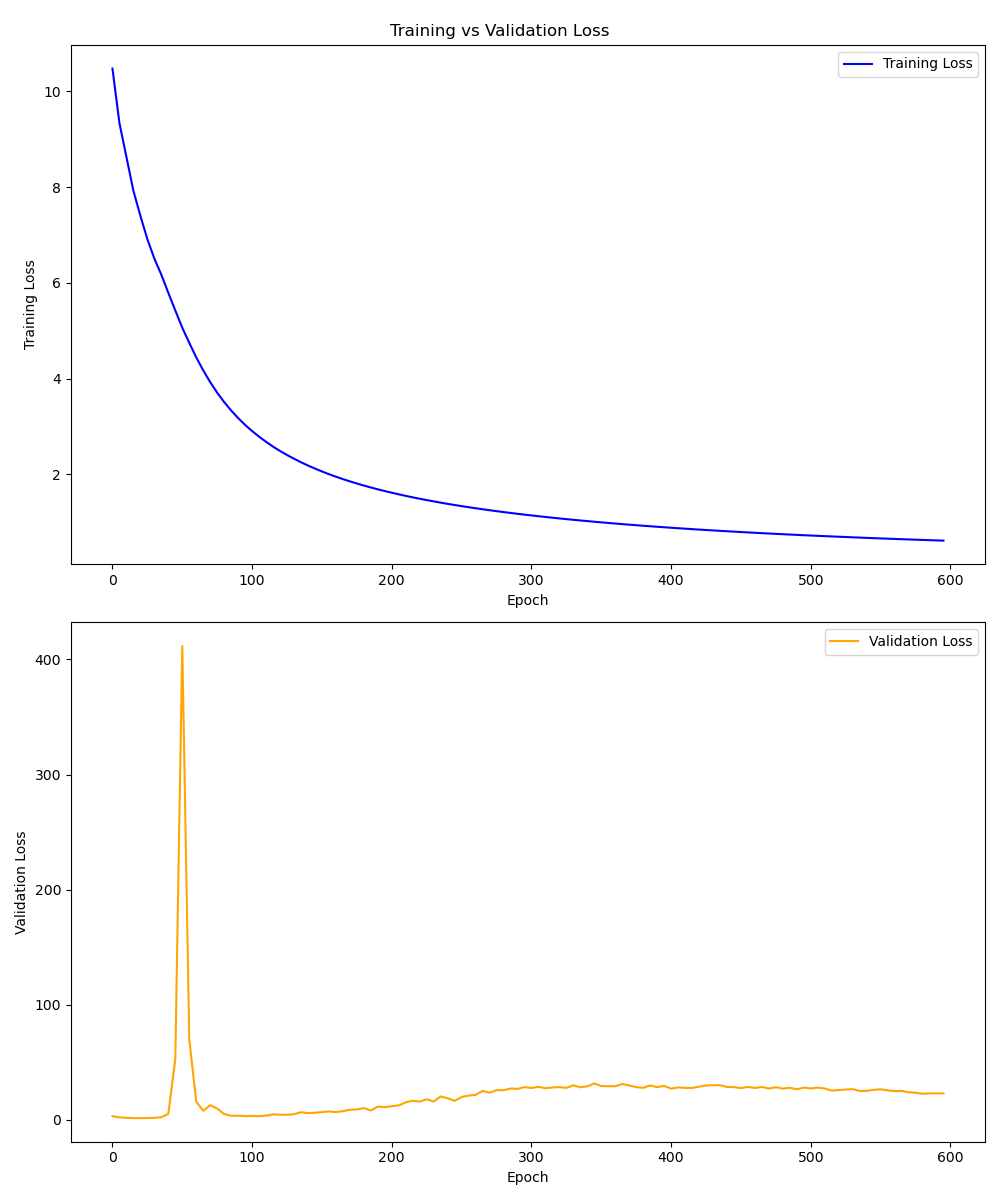 Training vs Validation Loss
Training Loss
Training Loss
10
8
6
4
2
0 100 200 300 400 500 600
Epoch
Validation Loss
Validation Loss
400
300
200
100
0
0 100 200 300 400 500 600
Epoch